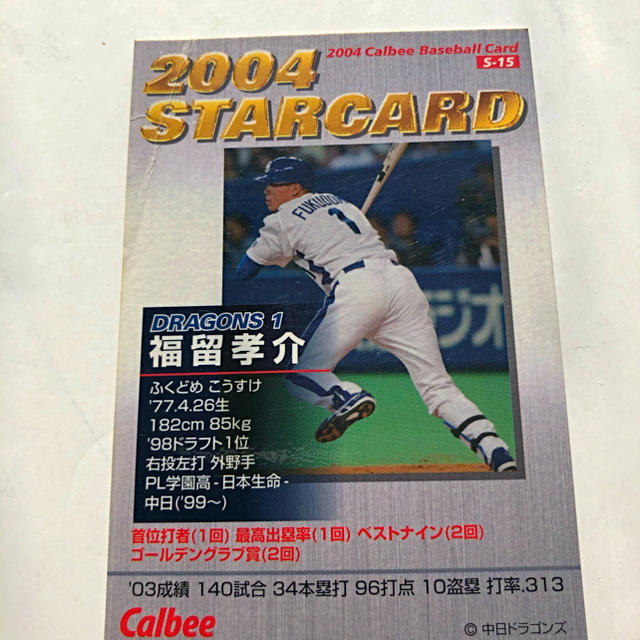 2004 Calbee Baseball Card
S-15
2004
STARCARD
FUKUDO
1
ジオ
DRAGONS 1
福留孝介
ふくどめ こうすけ
'77.4.26生
182cm 85kg
'98ドラフト1位
右投左打 外野手
PL学園高-日本生命-
中日('99〜)
首位打者(1回) 最高出塁率(1回) ベストナイン(2回)
ゴールデングラブ賞(2回)
'03成績 140試合 34本塁打 96打点 10盗塁 打率.313
Calbee
© 中日ドラゴンズ